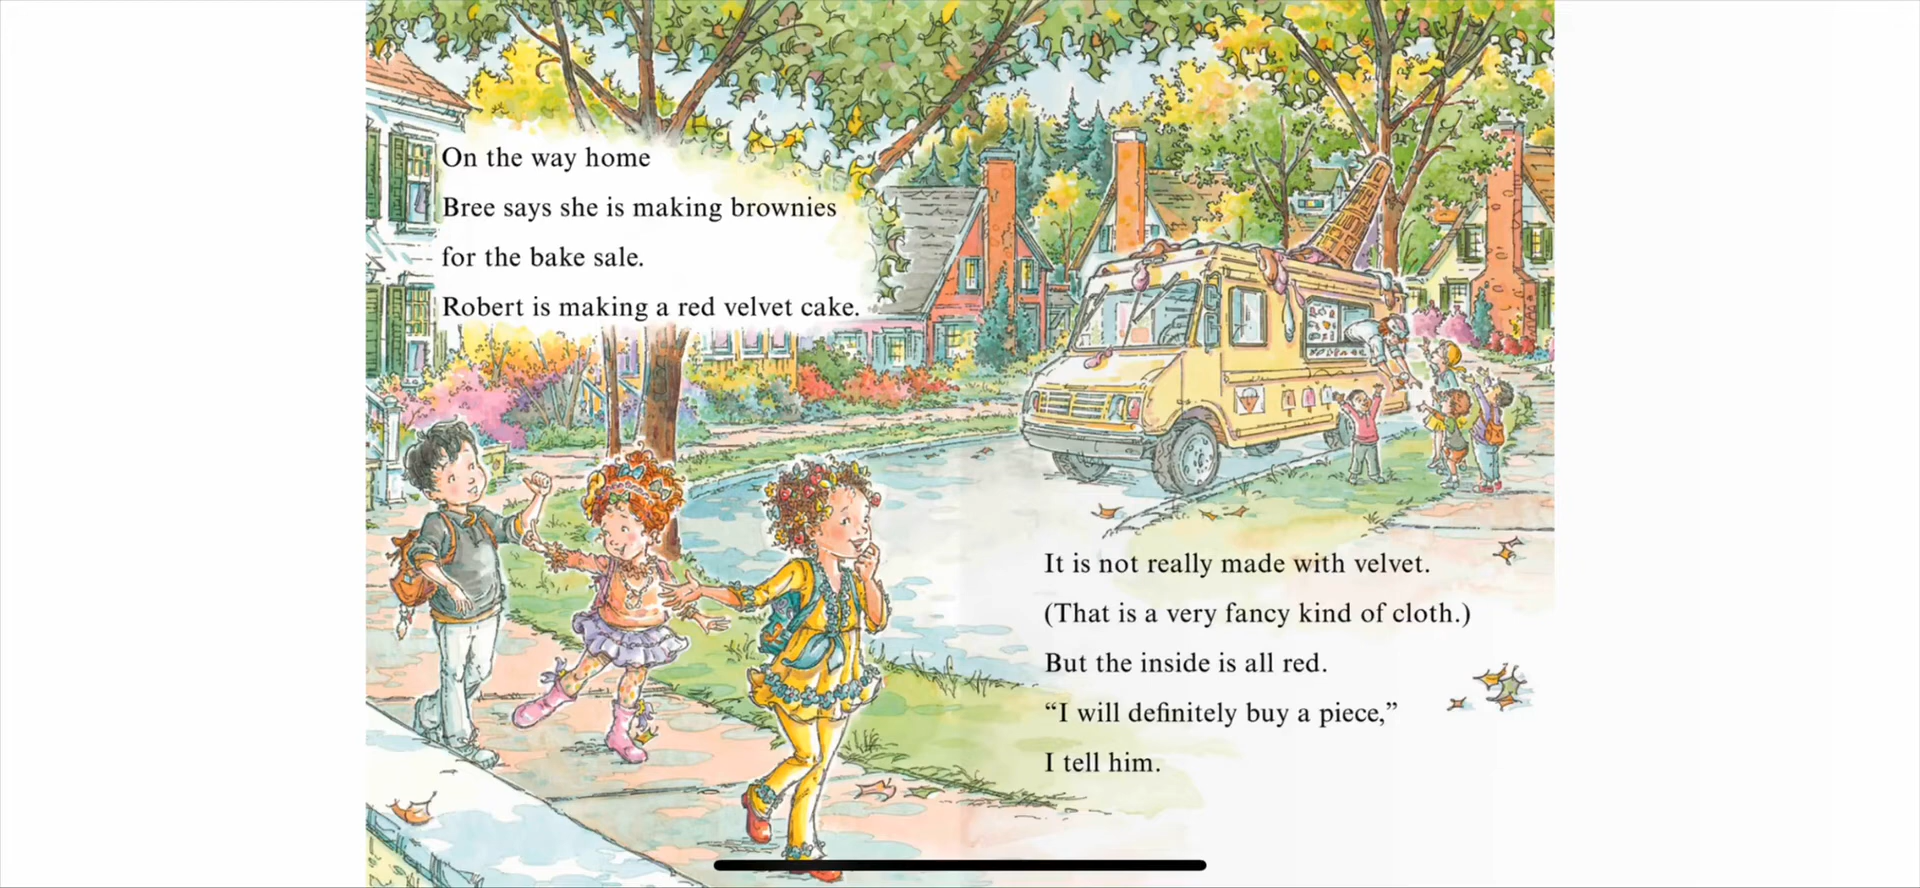 On the way home
Bree says she is making brownies
for the bake sale.
Robert is making a red velvet cake.
It is not really made with velvet.
(That is a very fancy kind of cloth.)
But the inside is all red.
“I will definitely buy a piece,”
I tell him.